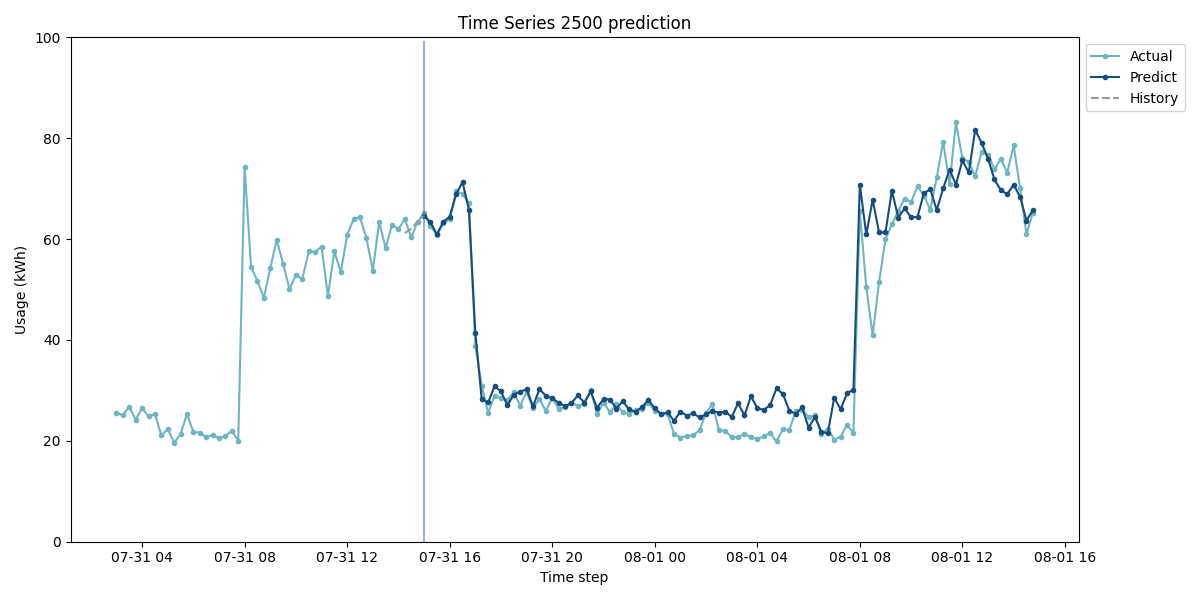 Time Series 2500 prediction
100
80
60
40
20
0
Usage (kWh)
07-31 04
07-31 08
07-31 12
07-31 16
07-31 20
08-01 00
08-01 04
08-01 08
08-01 12
08-01 16
Time step
Actual
Predict
History